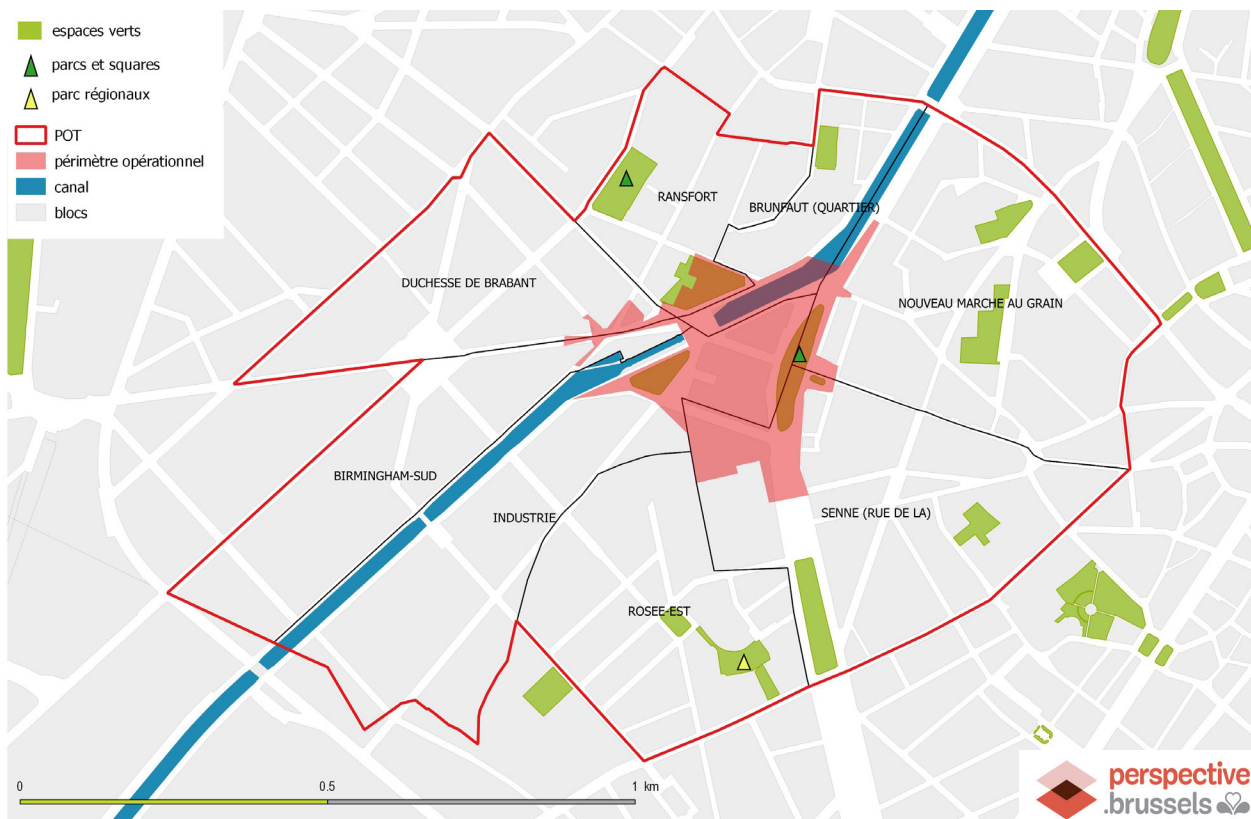 espaces verts
parcs et squares
parc régionaux
POT
périmètre opérationnel
canal
blocs
RANSFORT
BRUNFAUT (QUARTIER)
DUCHESSE DE BRABANT
NOUVEAU MARCHE AU GRAIN
BIRMINGHAM-SUD
INDUSTRIE
SENNE (RUE DE LA)
ROSEE-EST
0
0.5
1 km
perspective
.brussels